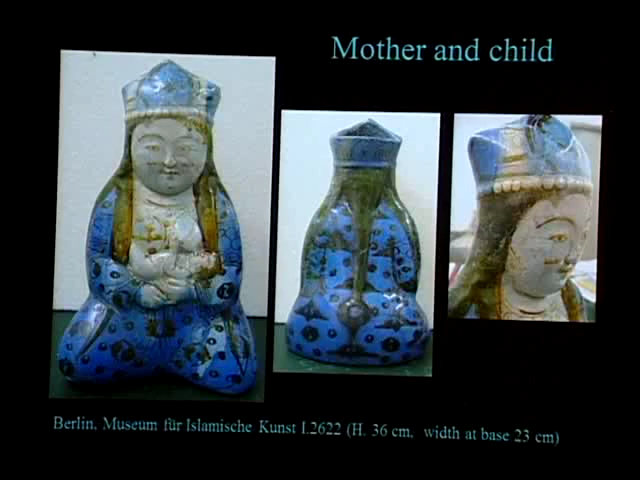 Mother and child
Berlin, Museum für Islamische Kunst I.2622 (H. 36 cm, width at base 23 cm)